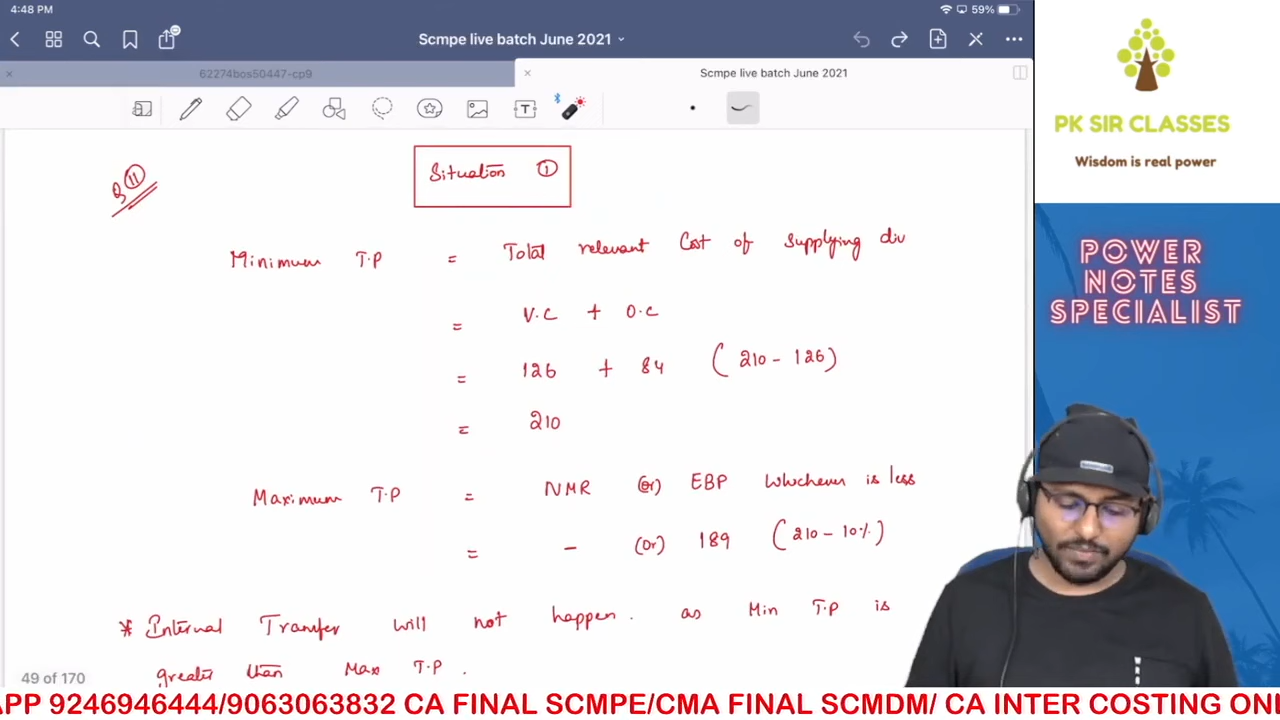 4:48 PM
59%
Scmpe live batch June 2021
62274bos50447-cp9
Scmpe live batch June 2021
T
Q 11
Situation 1
Minimum T.P = Total relevant Cost of Supplying div
= V.C + O.C
= 126 + 84 (210 - 126)
= 210
Maximum T.P = NMR (or) EBP whichever is less
= - (or) 189 (210 - 10%)
* Internal Transfer will not happen. as Min T.P is
greater than Max T.P.
49 of 170
PK SIR CLASSES
Wisdom is real power
POWER
NOTES
SPECIALIST
APP 9246946444/9063063832 CA FINAL SCMPE/CMA FINAL SCMDM/ CA INTER COSTING ONL